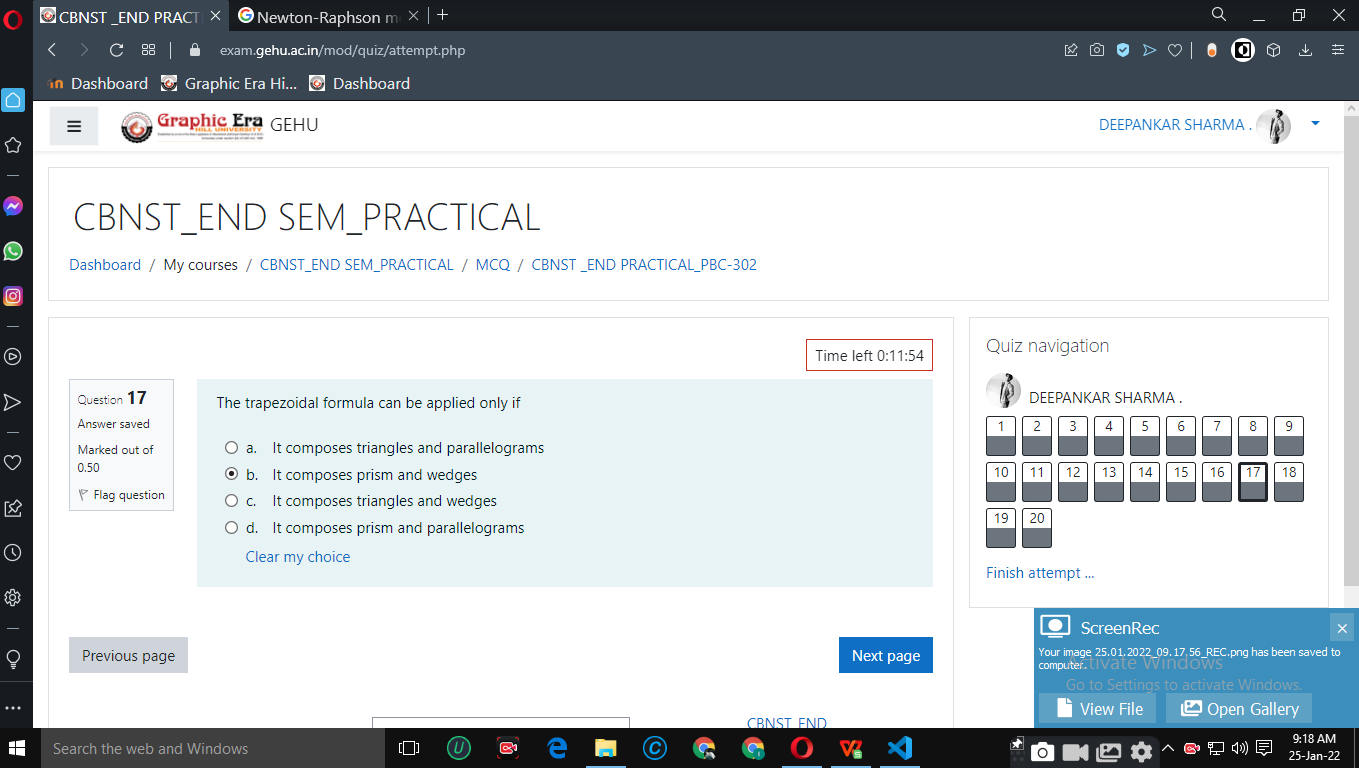 CBNST _END PRACT
Newton-Raphson m
exam.gehu.ac.in/mod/quiz/attempt.php
Dashboard
Graphic Era Hi...
Dashboard
Graphic Era
HILL UNIVERSITY
GEHU
DEEPANKAR SHARMA .
CBNST_END SEM_PRACTICAL
Dashboard / My courses / CBNST_END SEM_PRACTICAL / MCQ / CBNST _END PRACTICAL_PBC-302
Time left 0:11:54
Question 17
Answer saved
Marked out of
0.50
Flag question
The trapezoidal formula can be applied only if
a. It composes triangles and parallelograms
b. It composes prism and wedges
c. It composes triangles and wedges
d. It composes prism and parallelograms
Clear my choice
Previous page
Next page
CBNST_END
Quiz navigation
DEEPANKAR SHARMA .
1 2 3 4 5 6 7 8 9
10 11 12 13 14 15 16 17 18
19 20
Finish attempt ...
ScreenRec
Your image 25.01.2022_09.17.56_REC.png has been saved to
computer.
Activate Windows
Go to Settings to activate Windows.
View File
Open Gallery
Search the web and Windows
9:18 AM
25-Jan-22